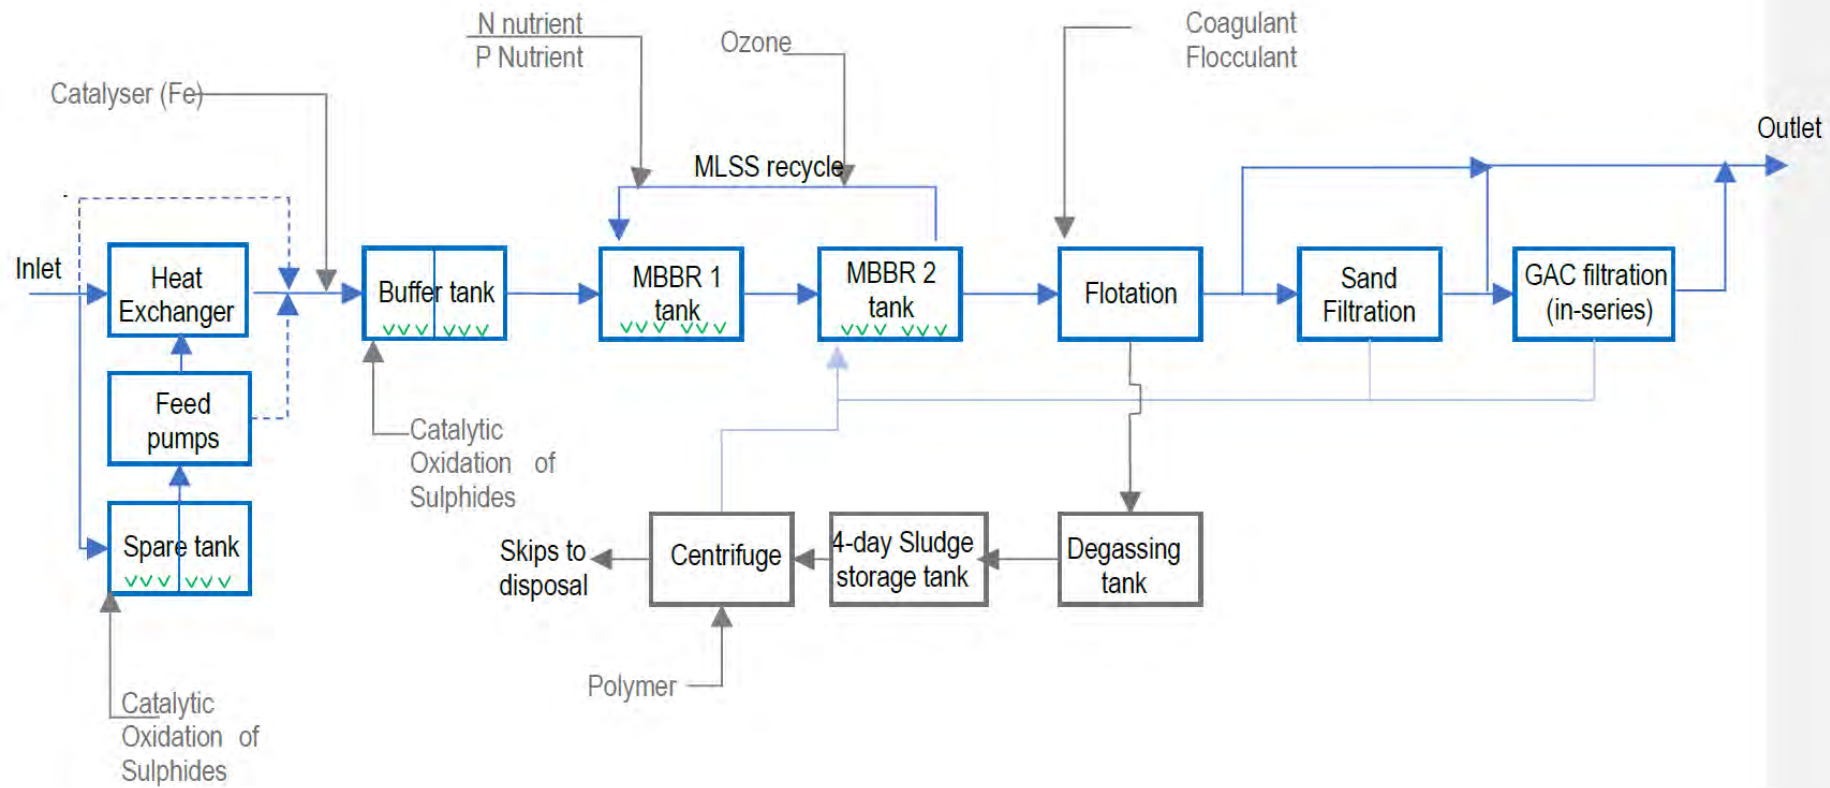 N nutrient
P Nutrient
Ozone
Coagulant
Flocculant
Catalyser (Fe)
Outlet
MLSS recycle
Inlet
Heat
Exchanger
Buffer tank
MBBR 1
tank
MBBR 2
tank
Flotation
Sand
Filtration
GAC filtration
(in-series)
Feed
pumps
Catalytic
Oxidation of
Sulphides
Spare tank
Skips to
disposal
Centrifuge
4-day Sludge
storage tank
Degassing
tank
Polymer
Catalytic
Oxidation of
Sulphides